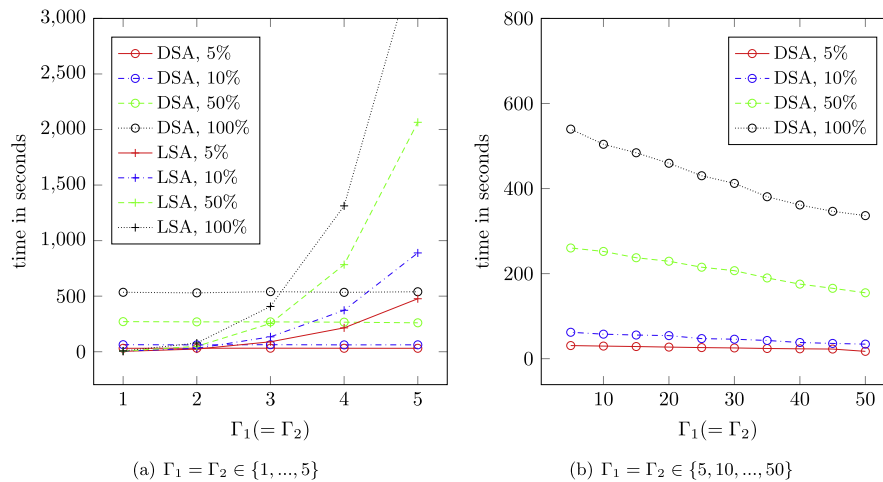 3,000
2,500
2,000
1,500
1,000
500
0
time in seconds
DSA, 5%
DSA, 10%
DSA, 50%
DSA, 100%
LSA, 5%
LSA, 10%
LSA, 50%
LSA, 100%
1 2 3 4 5
Γ₁(= Γ₂)
(a) Γ₁ = Γ₂ ∈ {1, ..., 5}
800
600
400
200
0
time in seconds
DSA, 5%
DSA, 10%
DSA, 50%
DSA, 100%
10 20 30 40 50
Γ₁(= Γ₂)
(b) Γ₁ = Γ₂ ∈ {5, 10, ..., 50}